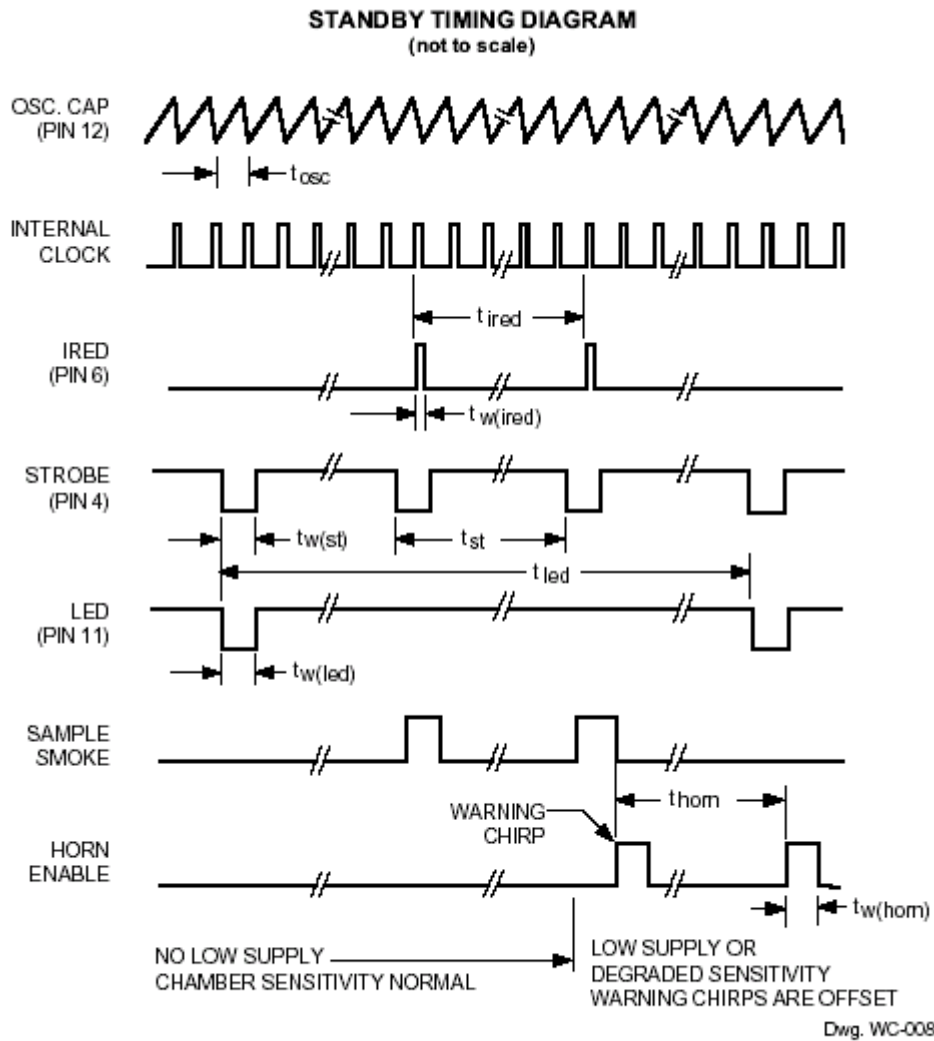 STANDBY TIMING DIAGRAM
(not to scale)
OSC. CAP
(PIN 12)
tosc
INTERNAL
CLOCK
tired
IRED
(PIN 6)
tw(ired)
STROBE
(PIN 4)
tw(st)
tst
tled
LED
(PIN 11)
tw(led)
SAMPLE
SMOKE
thorn
WARNING
CHIRP
HORN
ENABLE
tw(horn)
NO LOW SUPPLY
CHAMBER SENSITIVITY NORMAL
LOW SUPPLY OR
DEGRADED SENSITIVITY
WARNING CHIRPS ARE OFFSET
Dwg. WC-008